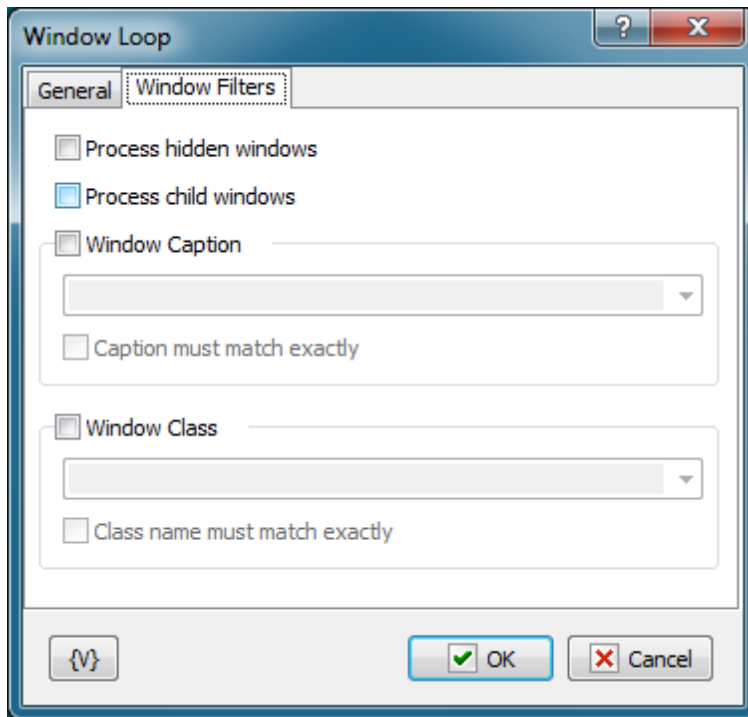 Window Loop
?
General Window Filters
Process hidden windows
Process child windows
Window Caption
Caption must match exactly
Window Class
Class name must match exactly
{V} OK Cancel